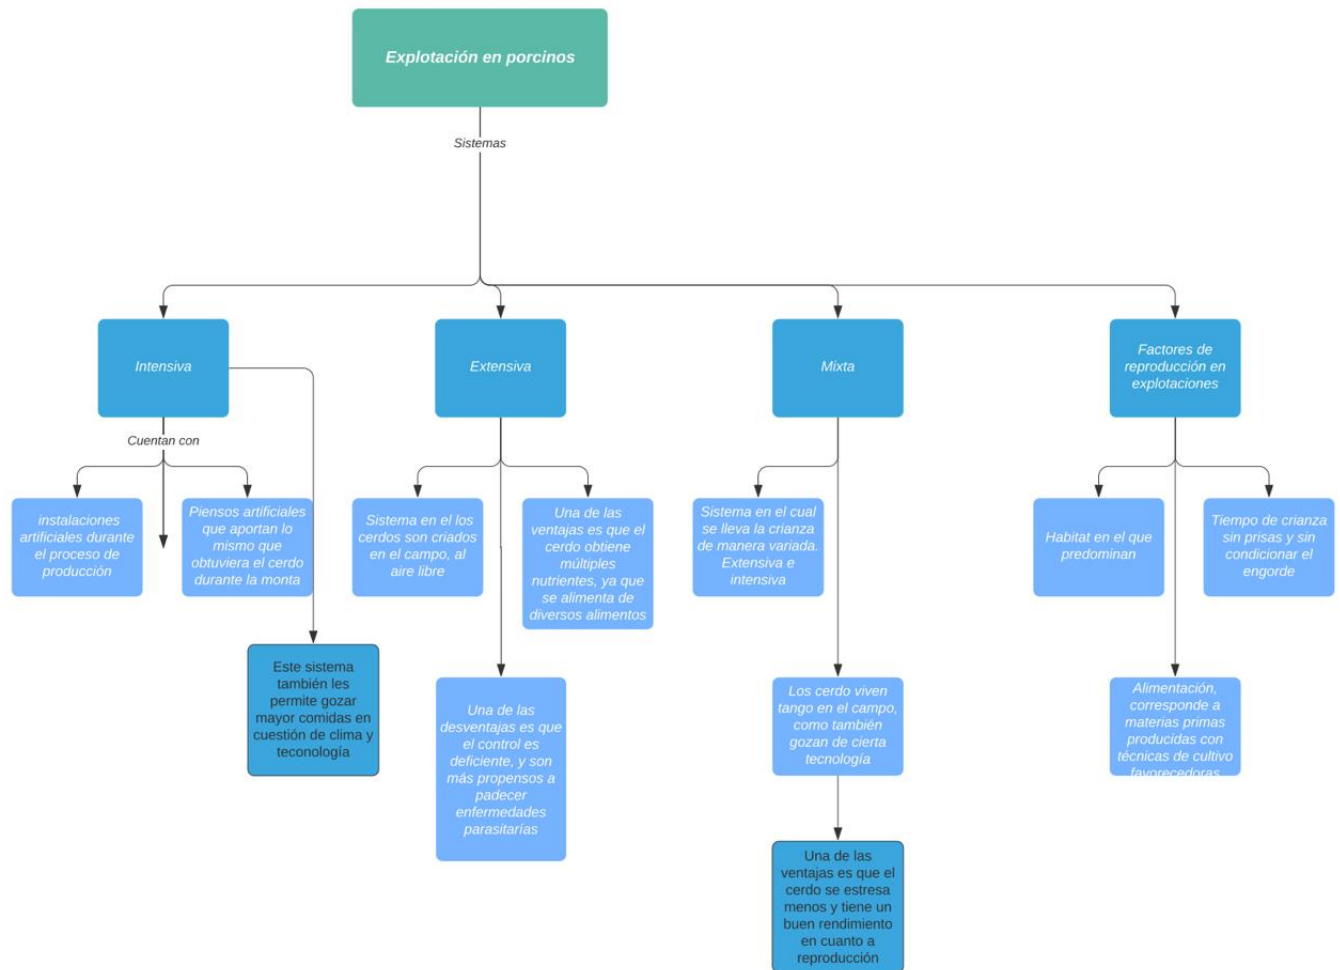 Explotación en porcinos
Sistemas
Intensiva
Extensiva
Mixta
Factores de
reproducción en
explotaciones
Cuentan con
instalaciones
artificiales durante
el proceso de
producción
Piensos artificiales
que aportan lo
mismo que
obtuviera el cerdo
durante la monta
Sistema en el los
cerdos son criados
en el campo, al
aire libre
Una de las
ventajas es que el
cerdo obtiene
múltiples
nutrientes, ya que
se alimenta de
diversos alimentos
Sistema en el cual
se lleva la crianza
de manera variada.
Extensiva e
intensiva
Habitat en el que
predominan
Tiempo de crianza
sin prisas y sin
condicionar el
engorde
Este sistema
también les
permite gozar
mayor comidas en
cuestión de clima y
teconología
Una de las
desventajas es que
el control es
deficiente, y son
más propensos a
padecer
enfermedades
parasitarías
Los cerdo viven
tango en el campo,
como también
gozan de cierta
tecnología
Alimentación,
corresponde a
materias primas
producidas con
técnicas de cultivo
favorecedoras
Una de las
ventajas es que el
cerdo se estresa
menos y tiene un
buen rendimiento
en cuanto a
reproducción